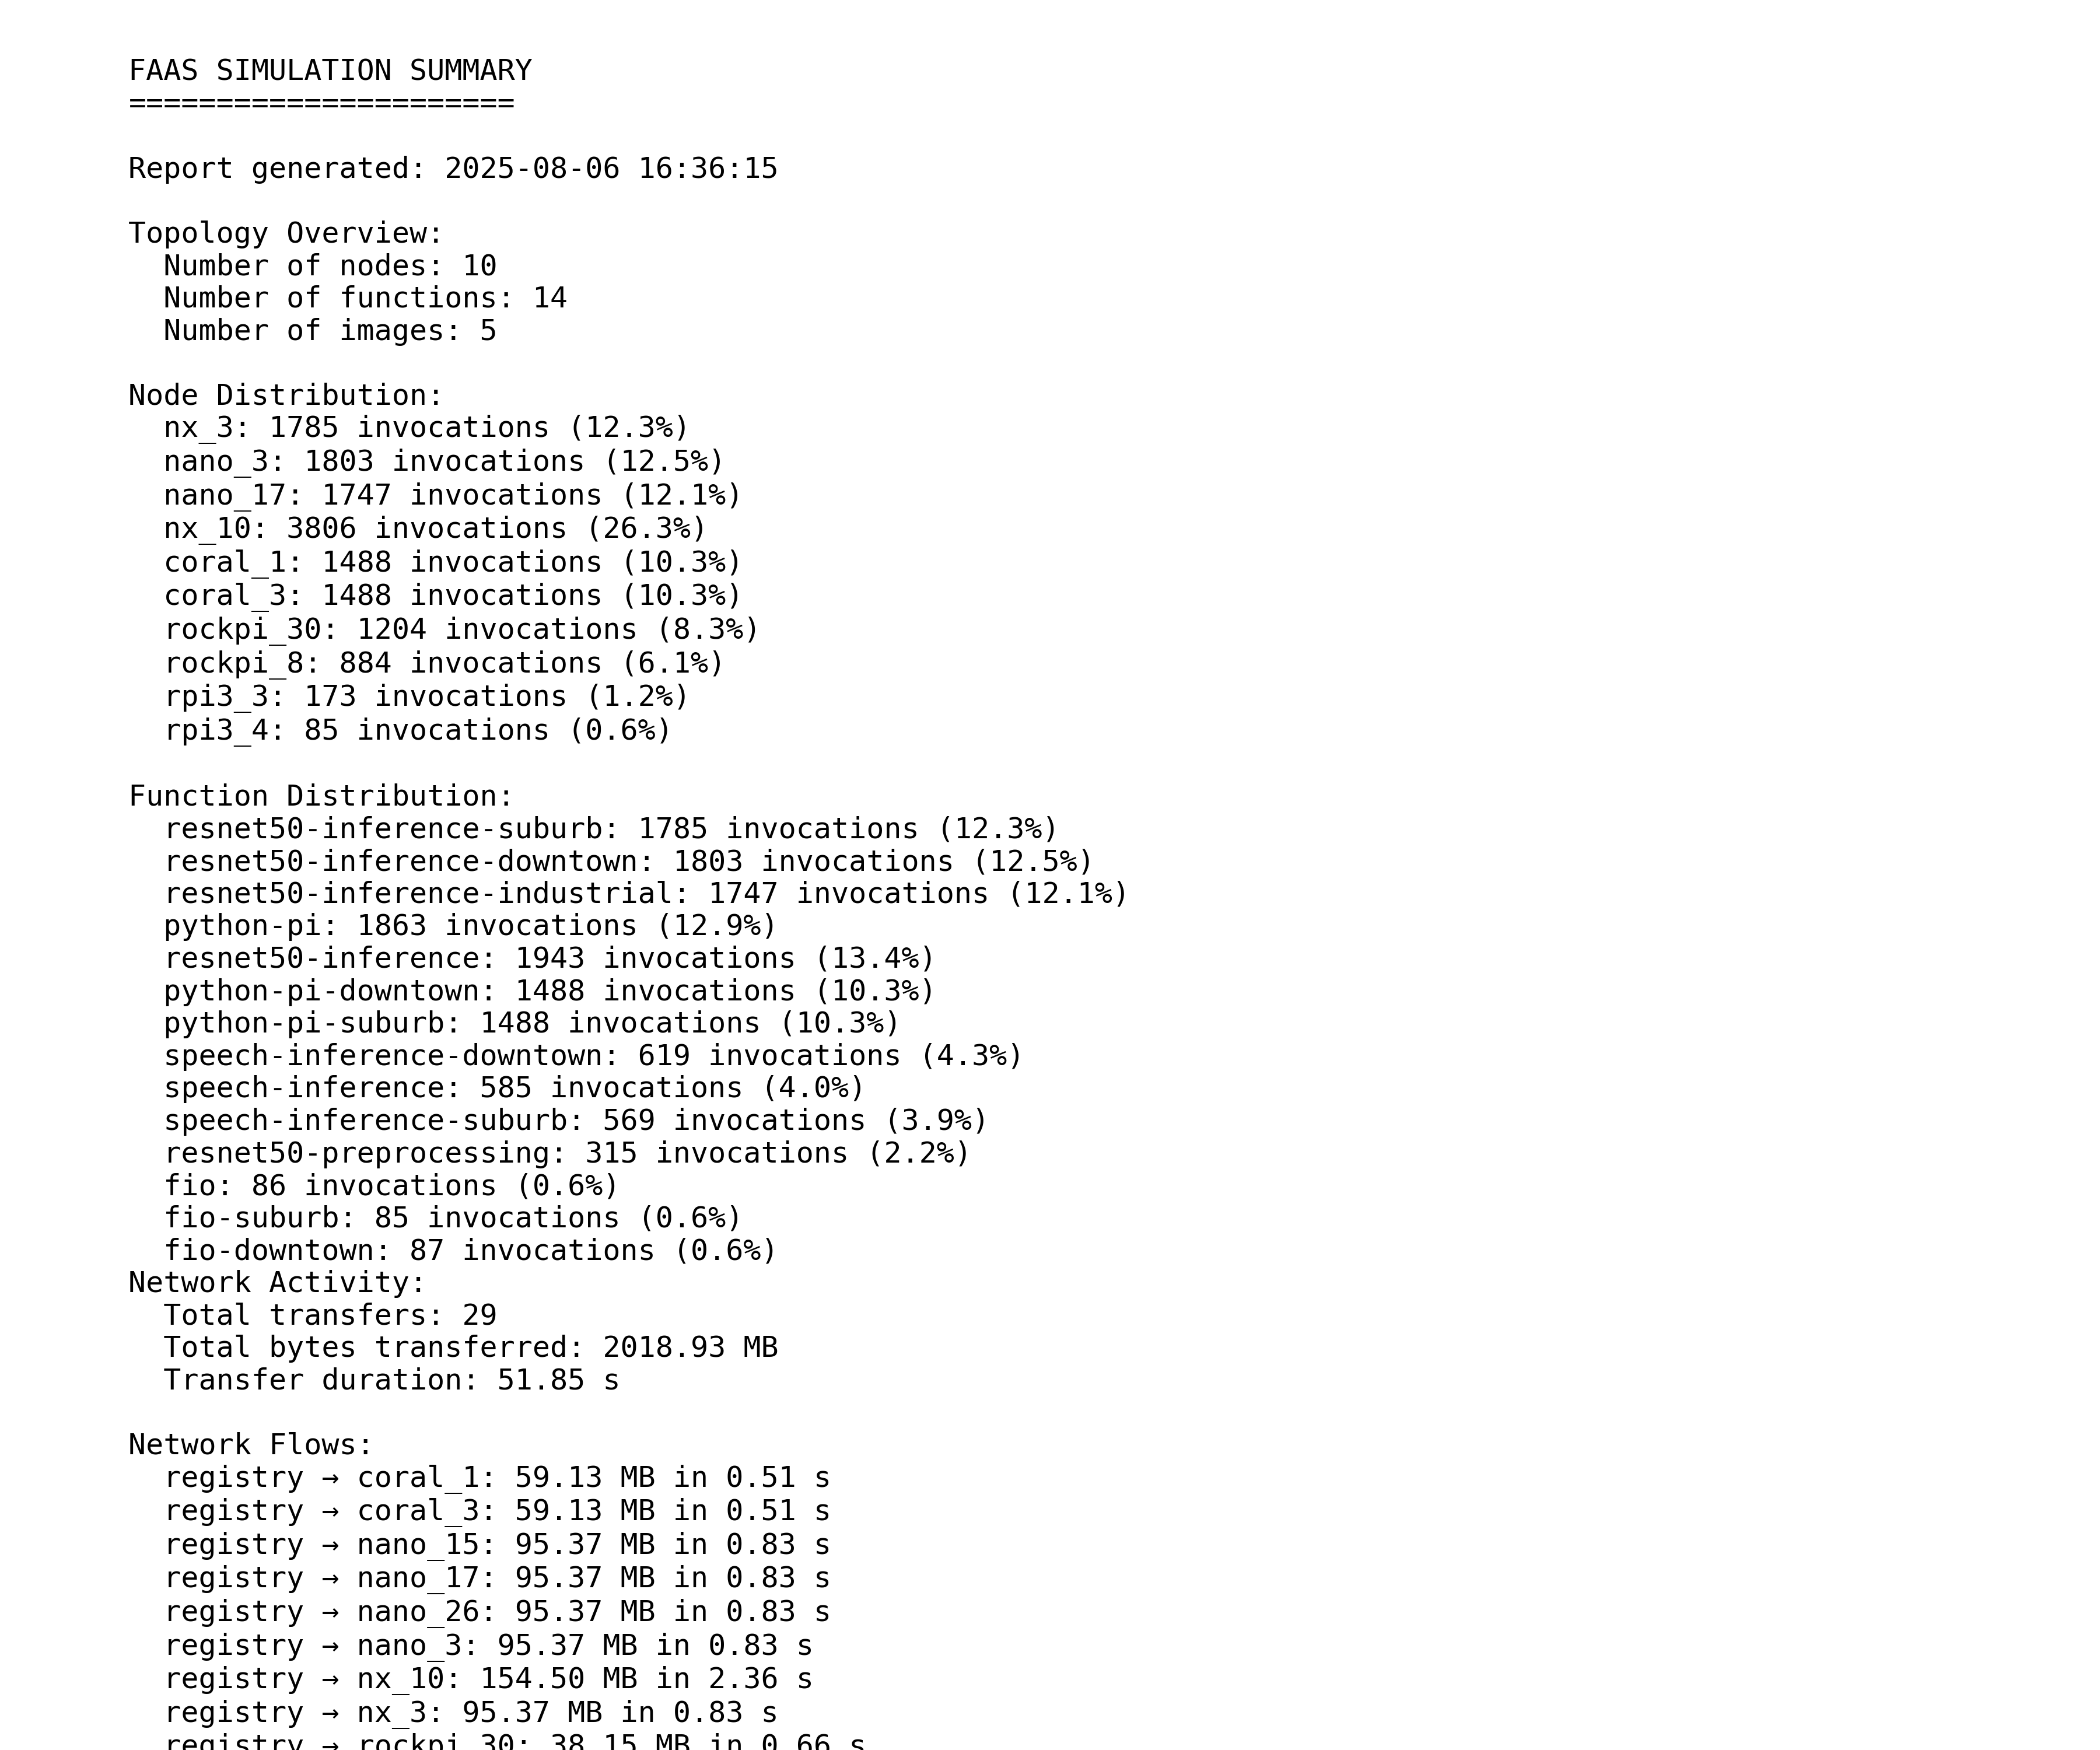 FAAS SIMULATION SUMMARY
======================
Report generated: 2025-08-06 16:36:15
Topology Overview:
Number of nodes: 10
Number of functions: 14
Number of images: 5
Node Distribution:
nx_3: 1785 invocations (12.3%)
nano_3: 1803 invocations (12.5%)
nano_17: 1747 invocations (12.1%)
nx_10: 3806 invocations (26.3%)
coral_1: 1488 invocations (10.3%)
coral_3: 1488 invocations (10.3%)
rockpi_30: 1204 invocations (8.3%)
rockpi_8: 884 invocations (6.1%)
rpi3_3: 173 invocations (1.2%)
rpi3_4: 85 invocations (0.6%)
Function Distribution:
resnet50-inference-suburb: 1785 invocations (12.3%)
resnet50-inference-downtown: 1803 invocations (12.5%)
resnet50-inference-industrial: 1747 invocations (12.1%)
python-pi: 1863 invocations (12.9%)
resnet50-inference: 1943 invocations (13.4%)
python-pi-downtown: 1488 invocations (10.3%)
python-pi-suburb: 1488 invocations (10.3%)
speech-inference-downtown: 619 invocations (4.3%)
speech-inference: 585 invocations (4.0%)
speech-inference-suburb: 569 invocations (3.9%)
resnet50-preprocessing: 315 invocations (2.2%)
fio: 86 invocations (0.6%)
fio-suburb: 85 invocations (0.6%)
fio-downtown: 87 invocations (0.6%)
Network Activity:
Total transfers: 29
Total bytes transferred: 2018.93 MB
Transfer duration: 51.85 s
Network Flows:
registry → coral_1: 59.13 MB in 0.51 s
registry → coral_3: 59.13 MB in 0.51 s
registry → nano_15: 95.37 MB in 0.83 s
registry → nano_17: 95.37 MB in 0.83 s
registry → nano_26: 95.37 MB in 0.83 s
registry → nano_3: 95.37 MB in 0.83 s
registry → nx_10: 154.50 MB in 2.36 s
registry → nx_3: 95.37 MB in 0.83 s
registry → rockpi_30: 38.15 MB in 0.66 s